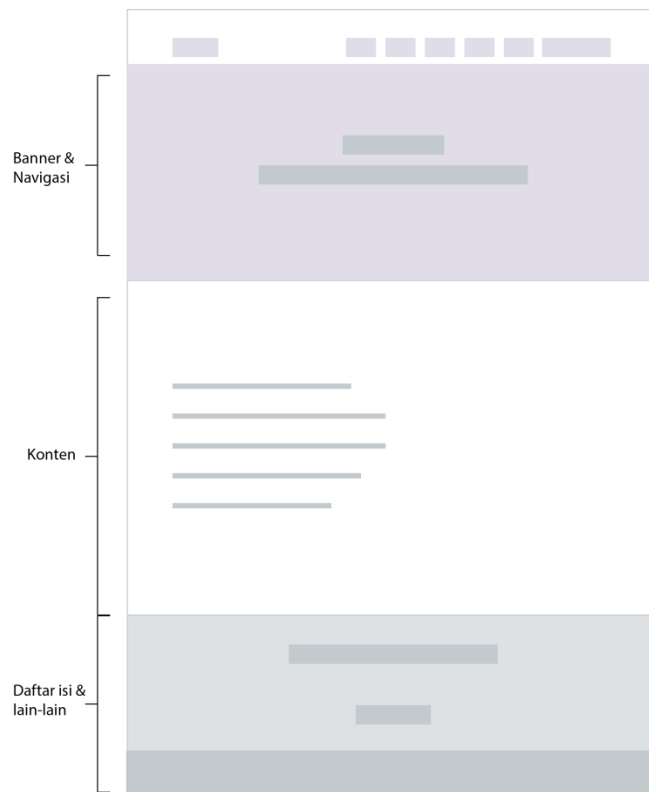 Banner &
Navigasi
Konten
Daftar isi &
lain-lain